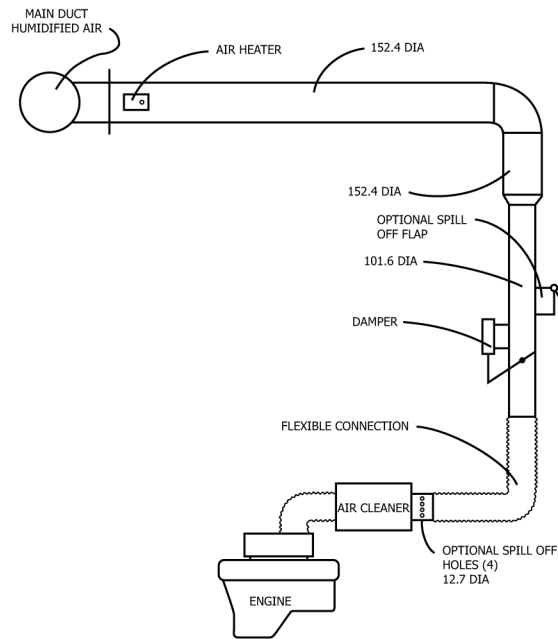 MAIN DUCT
HUMIDIFIED AIR
AIR HEATER
152.4 DIA
152.4 DIA
OPTIONAL SPILL
OFF FLAP
101.6 DIA
DAMPER
FLEXIBLE CONNECTION
AIR CLEANER
OPTIONAL SPILL OFF
HOLES (4)
12.7 DIA
ENGINE